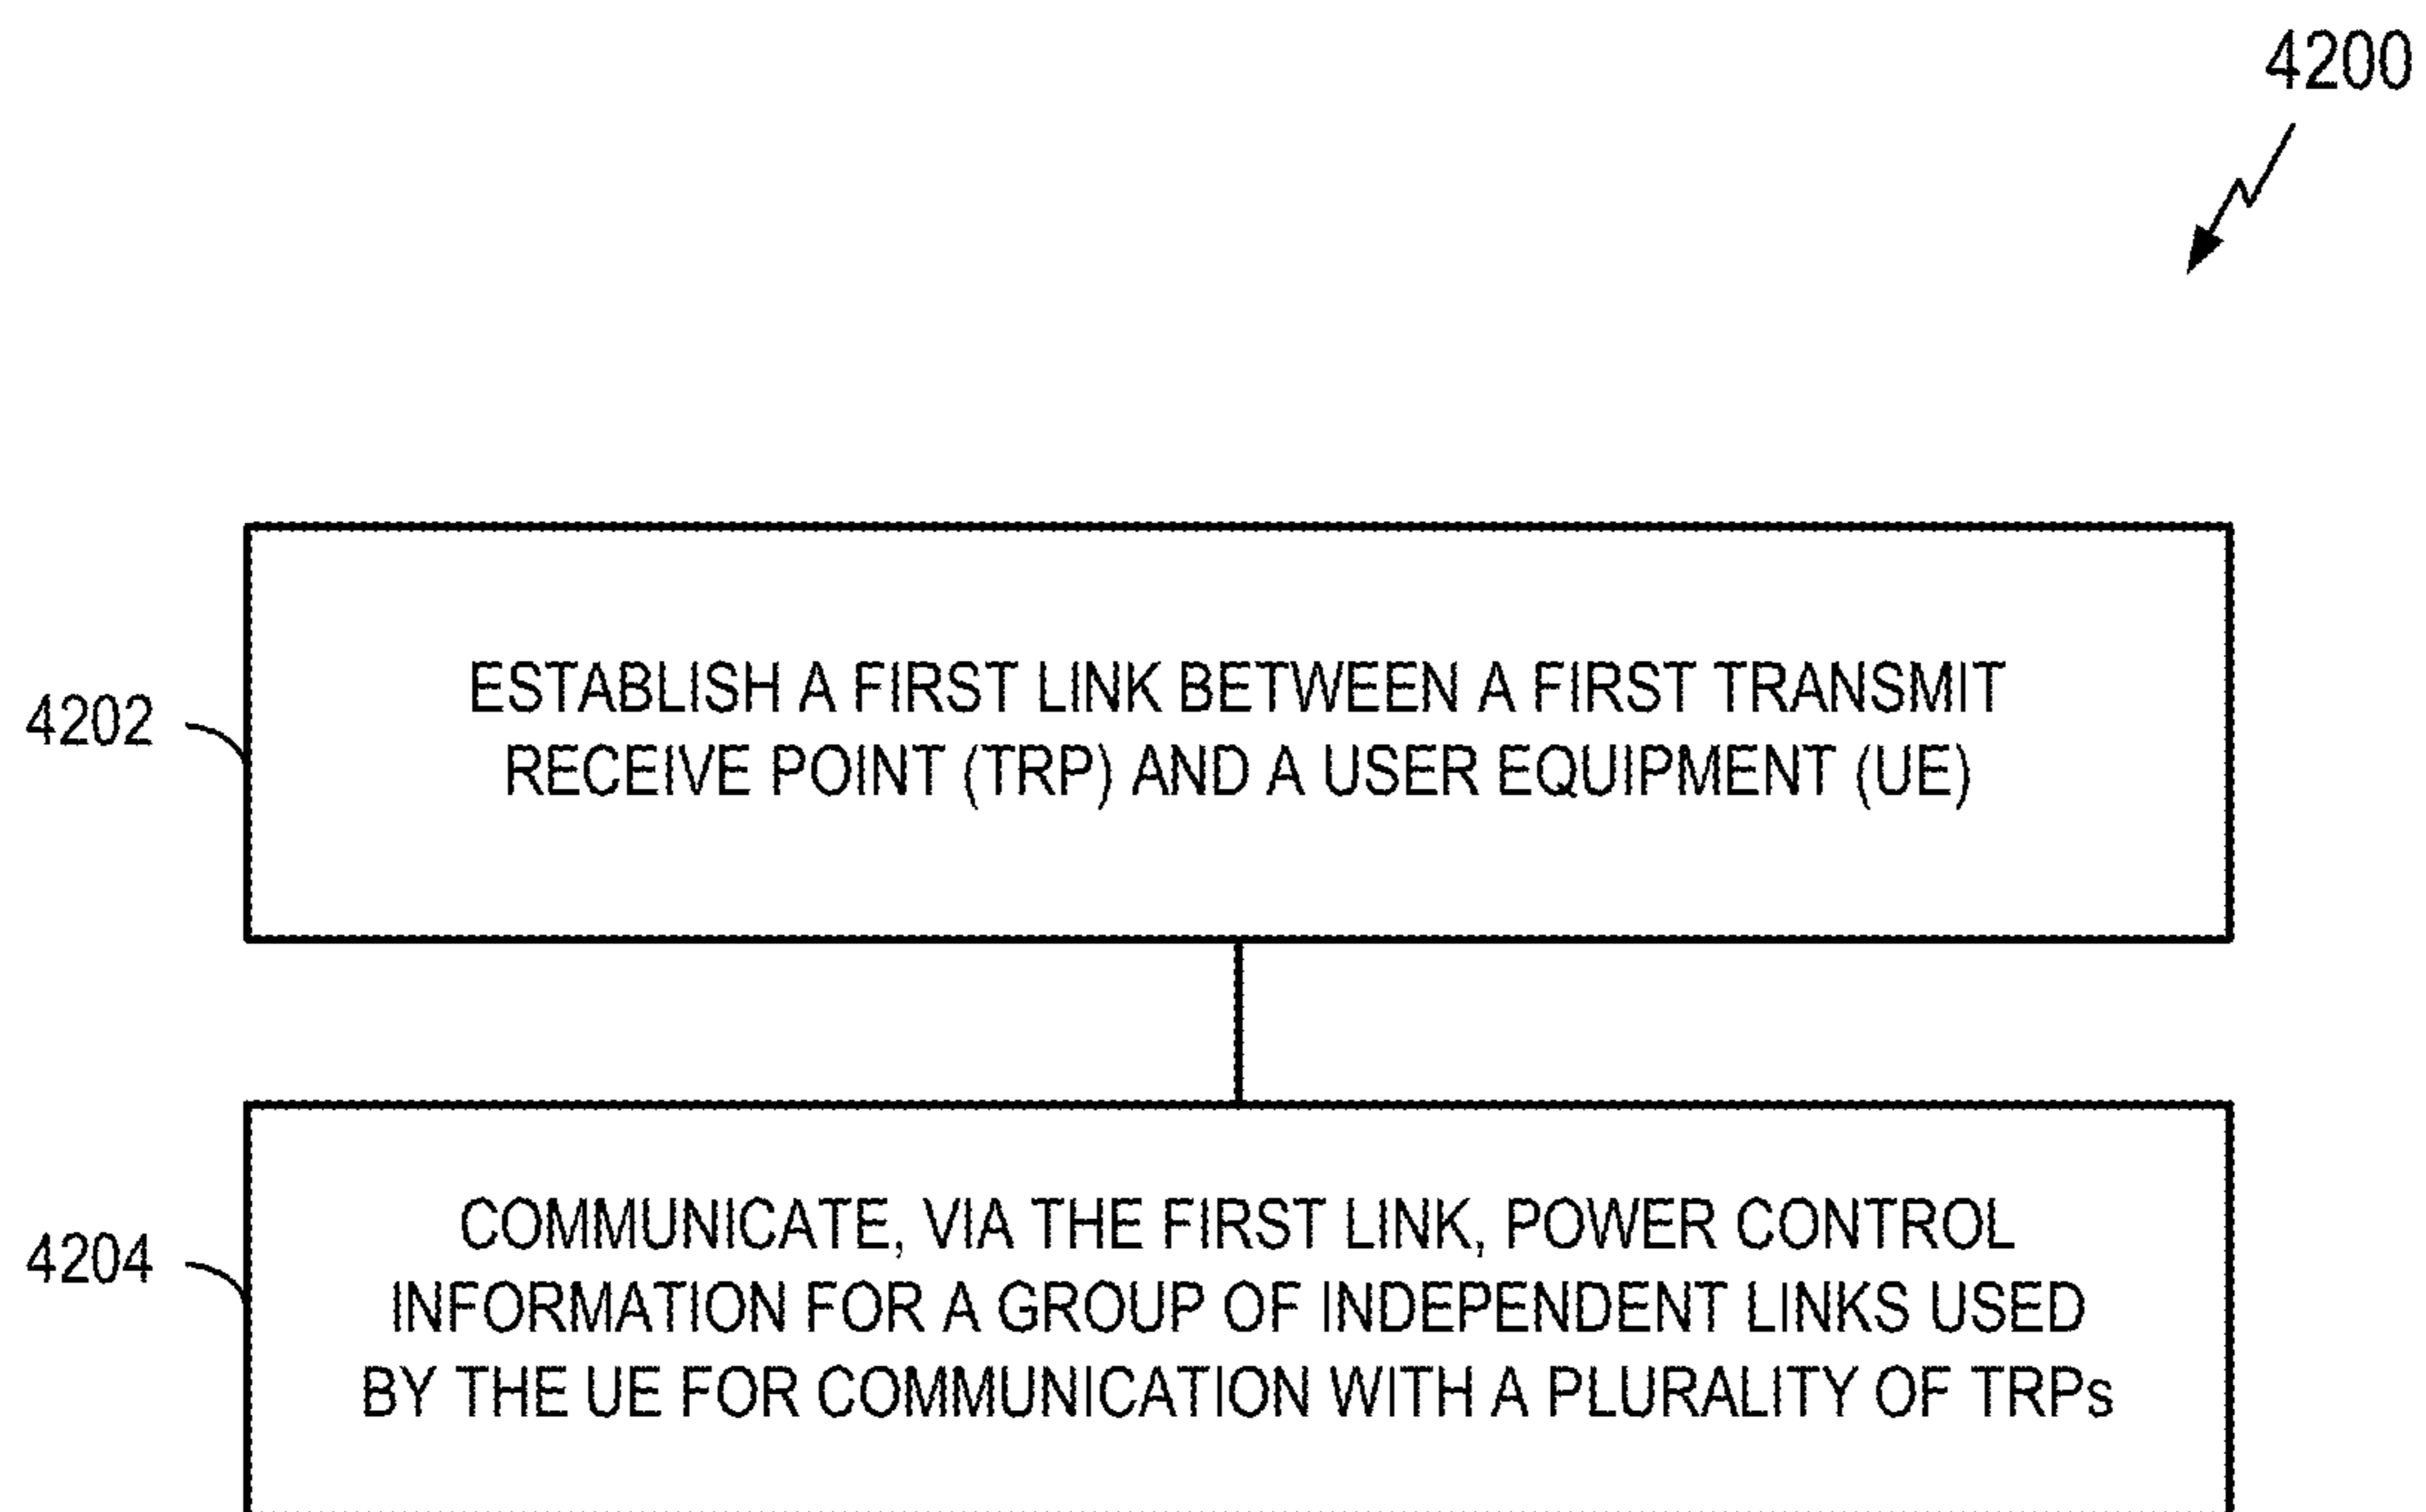 4200
4202
ESTABLISH A FIRST LINK BETWEEN A FIRST TRANSMIT
RECEIVE POINT (TRP) AND A USER EQUIPMENT (UE)
4204
COMMUNICATE, VIA THE FIRST LINK, POWER CONTROL
INFORMATION FOR A GROUP OF INDEPENDENT LINKS USED
BY THE UE FOR COMMUNICATION WITH A PLURALITY OF TRPs